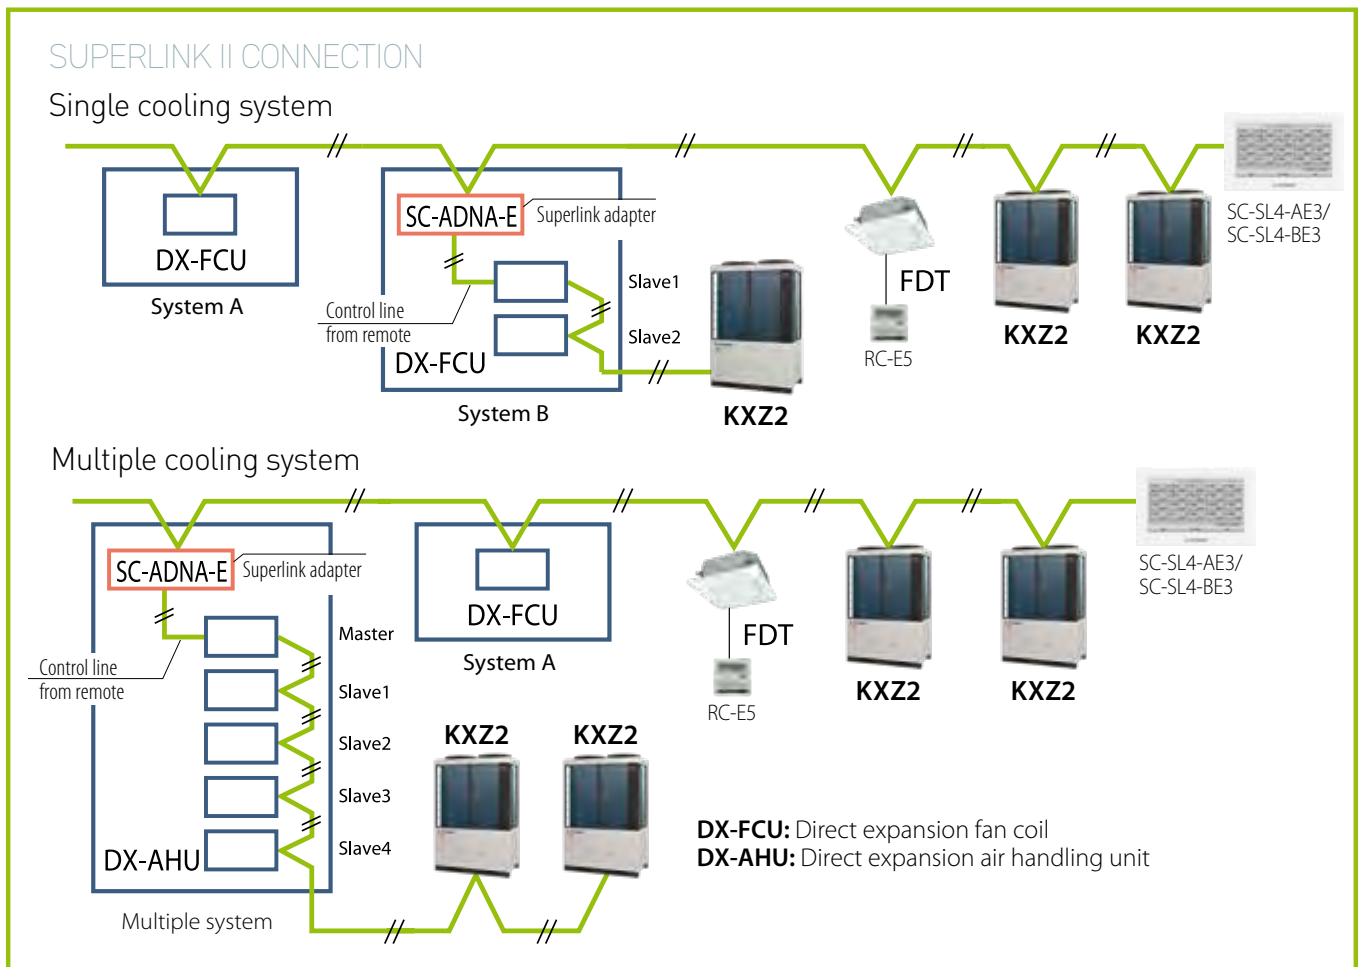 SUPERLINK II CONNECTION
Single cooling system
DX-FCU
System A
SC-ADNA-E
Superlink adapter
Control line
from remote
Slave1
Slave2
DX-FCU
System B
KXZ2
FDT
RC-E5
KXZ2
KXZ2
SC-SL4-AE3/
SC-SL4-BE3
Multiple cooling system
SC-ADNA-E
Superlink adapter
Control line
from remote
Master
Slave1
Slave2
Slave3
Slave4
DX-AHU
Multiple system
DX-FCU
System A
KXZ2
KXZ2
FDT
RC-E5
KXZ2
KXZ2
SC-SL4-AE3/
SC-SL4-BE3
DX-FCU: Direct expansion fan coil
DX-AHU: Direct expansion air handling unit